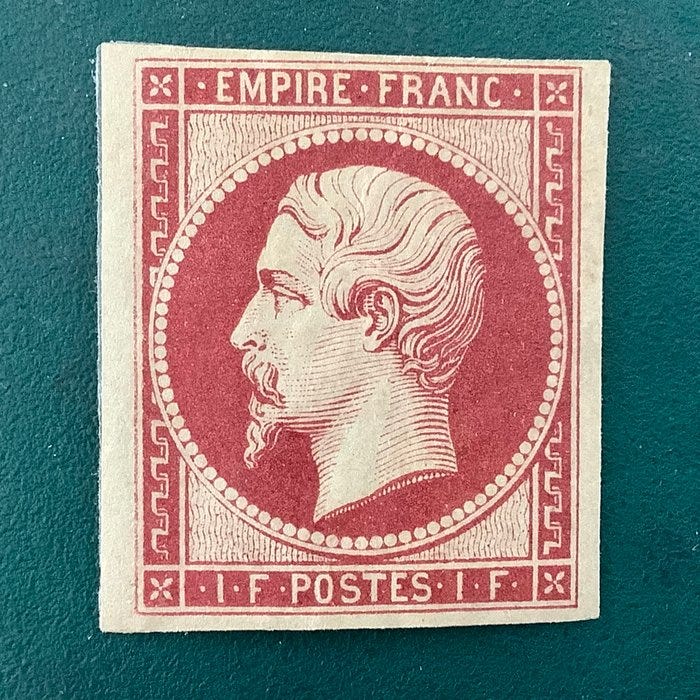 · EMPIRE · FRANC ·
· 1 · F · POSTES · 1 · F ·